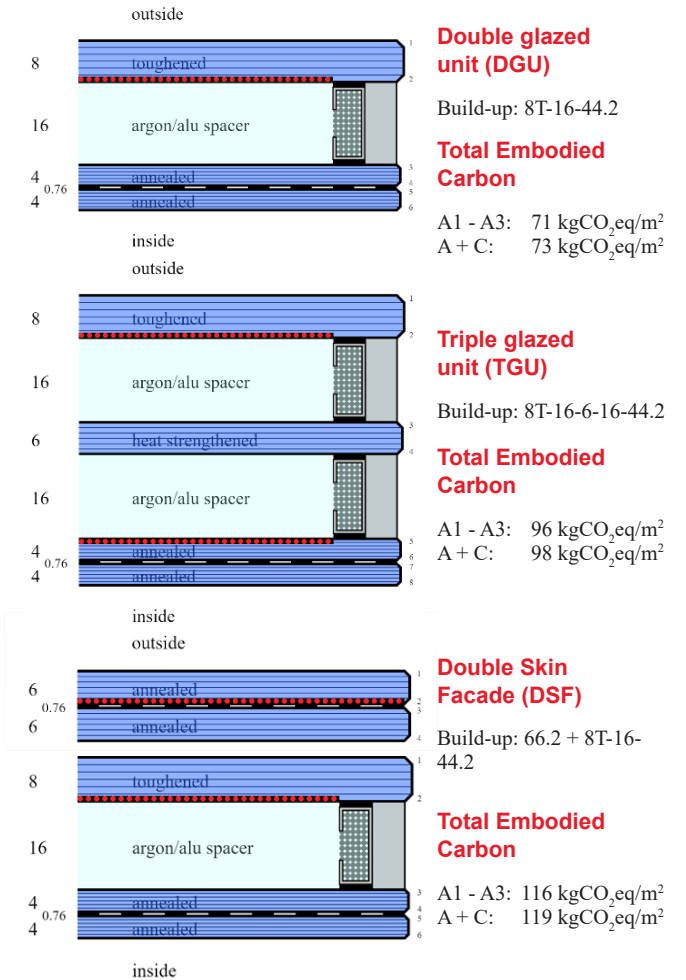 outside
8 toughened 1
2
16 argon/alu spacer
4 annealed 3
4
0.76
4 annealed 5
6
inside
Double glazed
unit (DGU)
Build-up: 8T-16-44.2
Total Embodied
Carbon
A1 - A3: 71 kgCO₂eq/m²
A + C: 73 kgCO₂eq/m²
outside
8 toughened 1
2
16 argon/alu spacer
6 heat strengthened 3
4
16 argon/alu spacer
4 annealed 5
6
0.76
4 annealed 7
8
inside
Triple glazed
unit (TGU)
Build-up: 8T-16-6-16-44.2
Total Embodied
Carbon
A1 - A3: 96 kgCO₂eq/m²
A + C: 98 kgCO₂eq/m²
outside
6 annealed 1
2
0.76
6 annealed 3
4
8 toughened 1
2
16 argon/alu spacer
4 annealed 3
4
0.76
4 annealed 5
6
inside
Double Skin
Facade (DSF)
Build-up: 66.2 + 8T-16-
44.2
Total Embodied
Carbon
A1 - A3: 116 kgCO₂eq/m²
A + C: 119 kgCO₂eq/m²